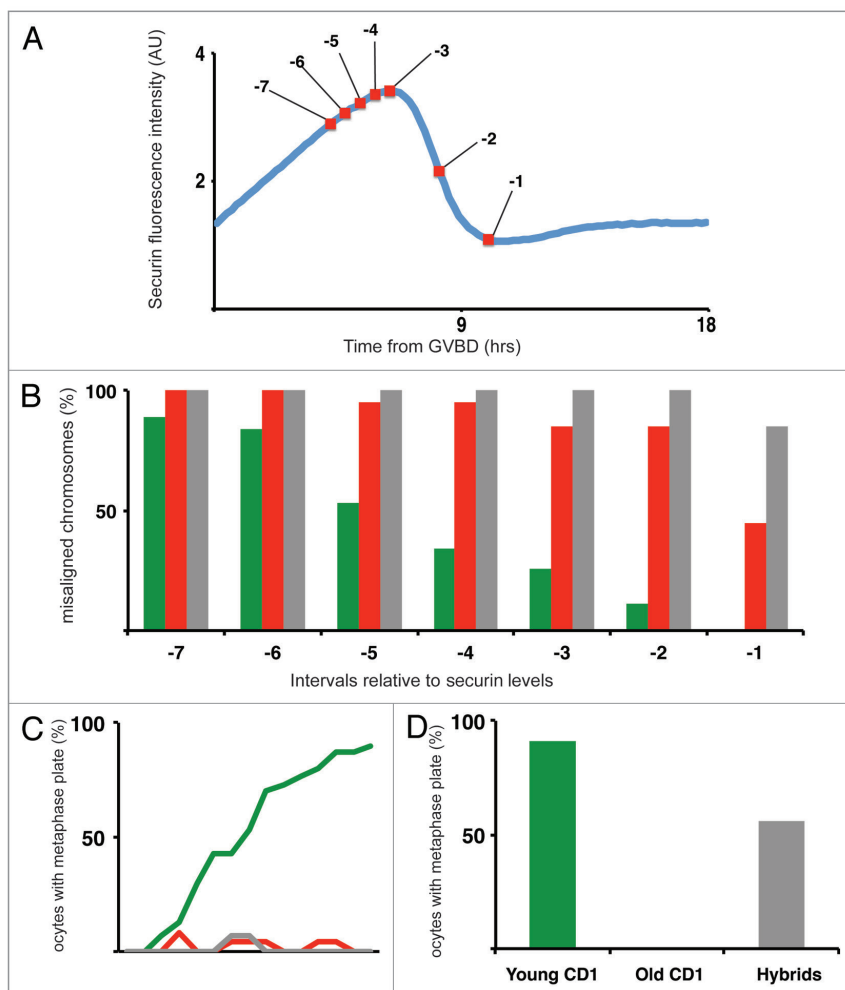 A
Securin fluorescence intensity (AU)
4
2
-7
-6
-5
-4
-3
-2
-1
9
18
Time from GVBD (hrs)
B
misaligned chromosomes (%)
100
50
-7 -6 -5 -4 -3 -2 -1
Intervals relative to securin levels
C
ocytes with metaphase plate (%)
100
50
D
ocytes with metaphase plate (%)
100
50
Young CD1 Old CD1 Hybrids